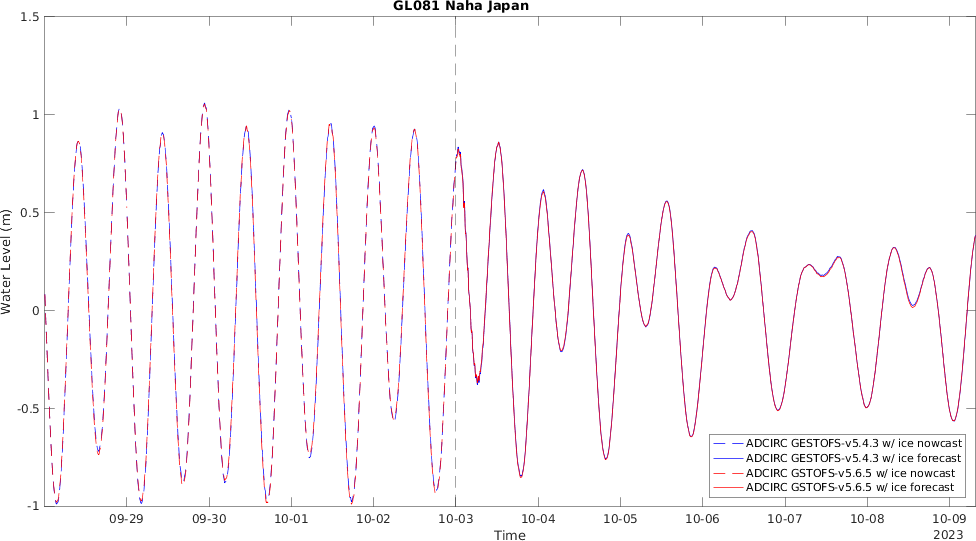 GL081 Naha Japan
1.5
1
0.5
0
-0.5
-1
Water Level (m)
09-29 09-30 10-01 10-02 10-03 10-04 10-05 10-06 10-07 10-08 10-09
2023
Time
ADCIRC GESTOFS-v5.4.3 w/ ice nowcast
ADCIRC GESTOFS-v5.4.3 w/ ice forecast
ADCIRC GSTOFS-v5.6.5 w/ ice nowcast
ADCIRC GSTOFS-v5.6.5 w/ ice forecast